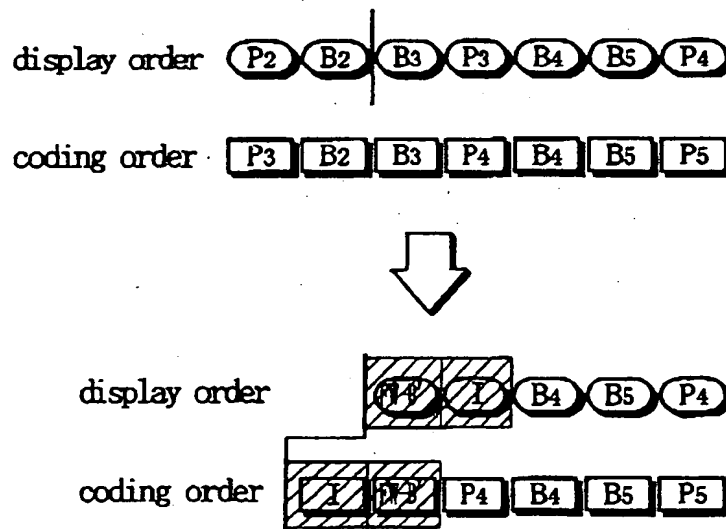 display order P2 B2 B3 P3 B4 B5 P4
coding order P3 B2 B3 P4 B4 B5 P5
display order I B4 B5 P4
coding order I P4 B4 B5 P5